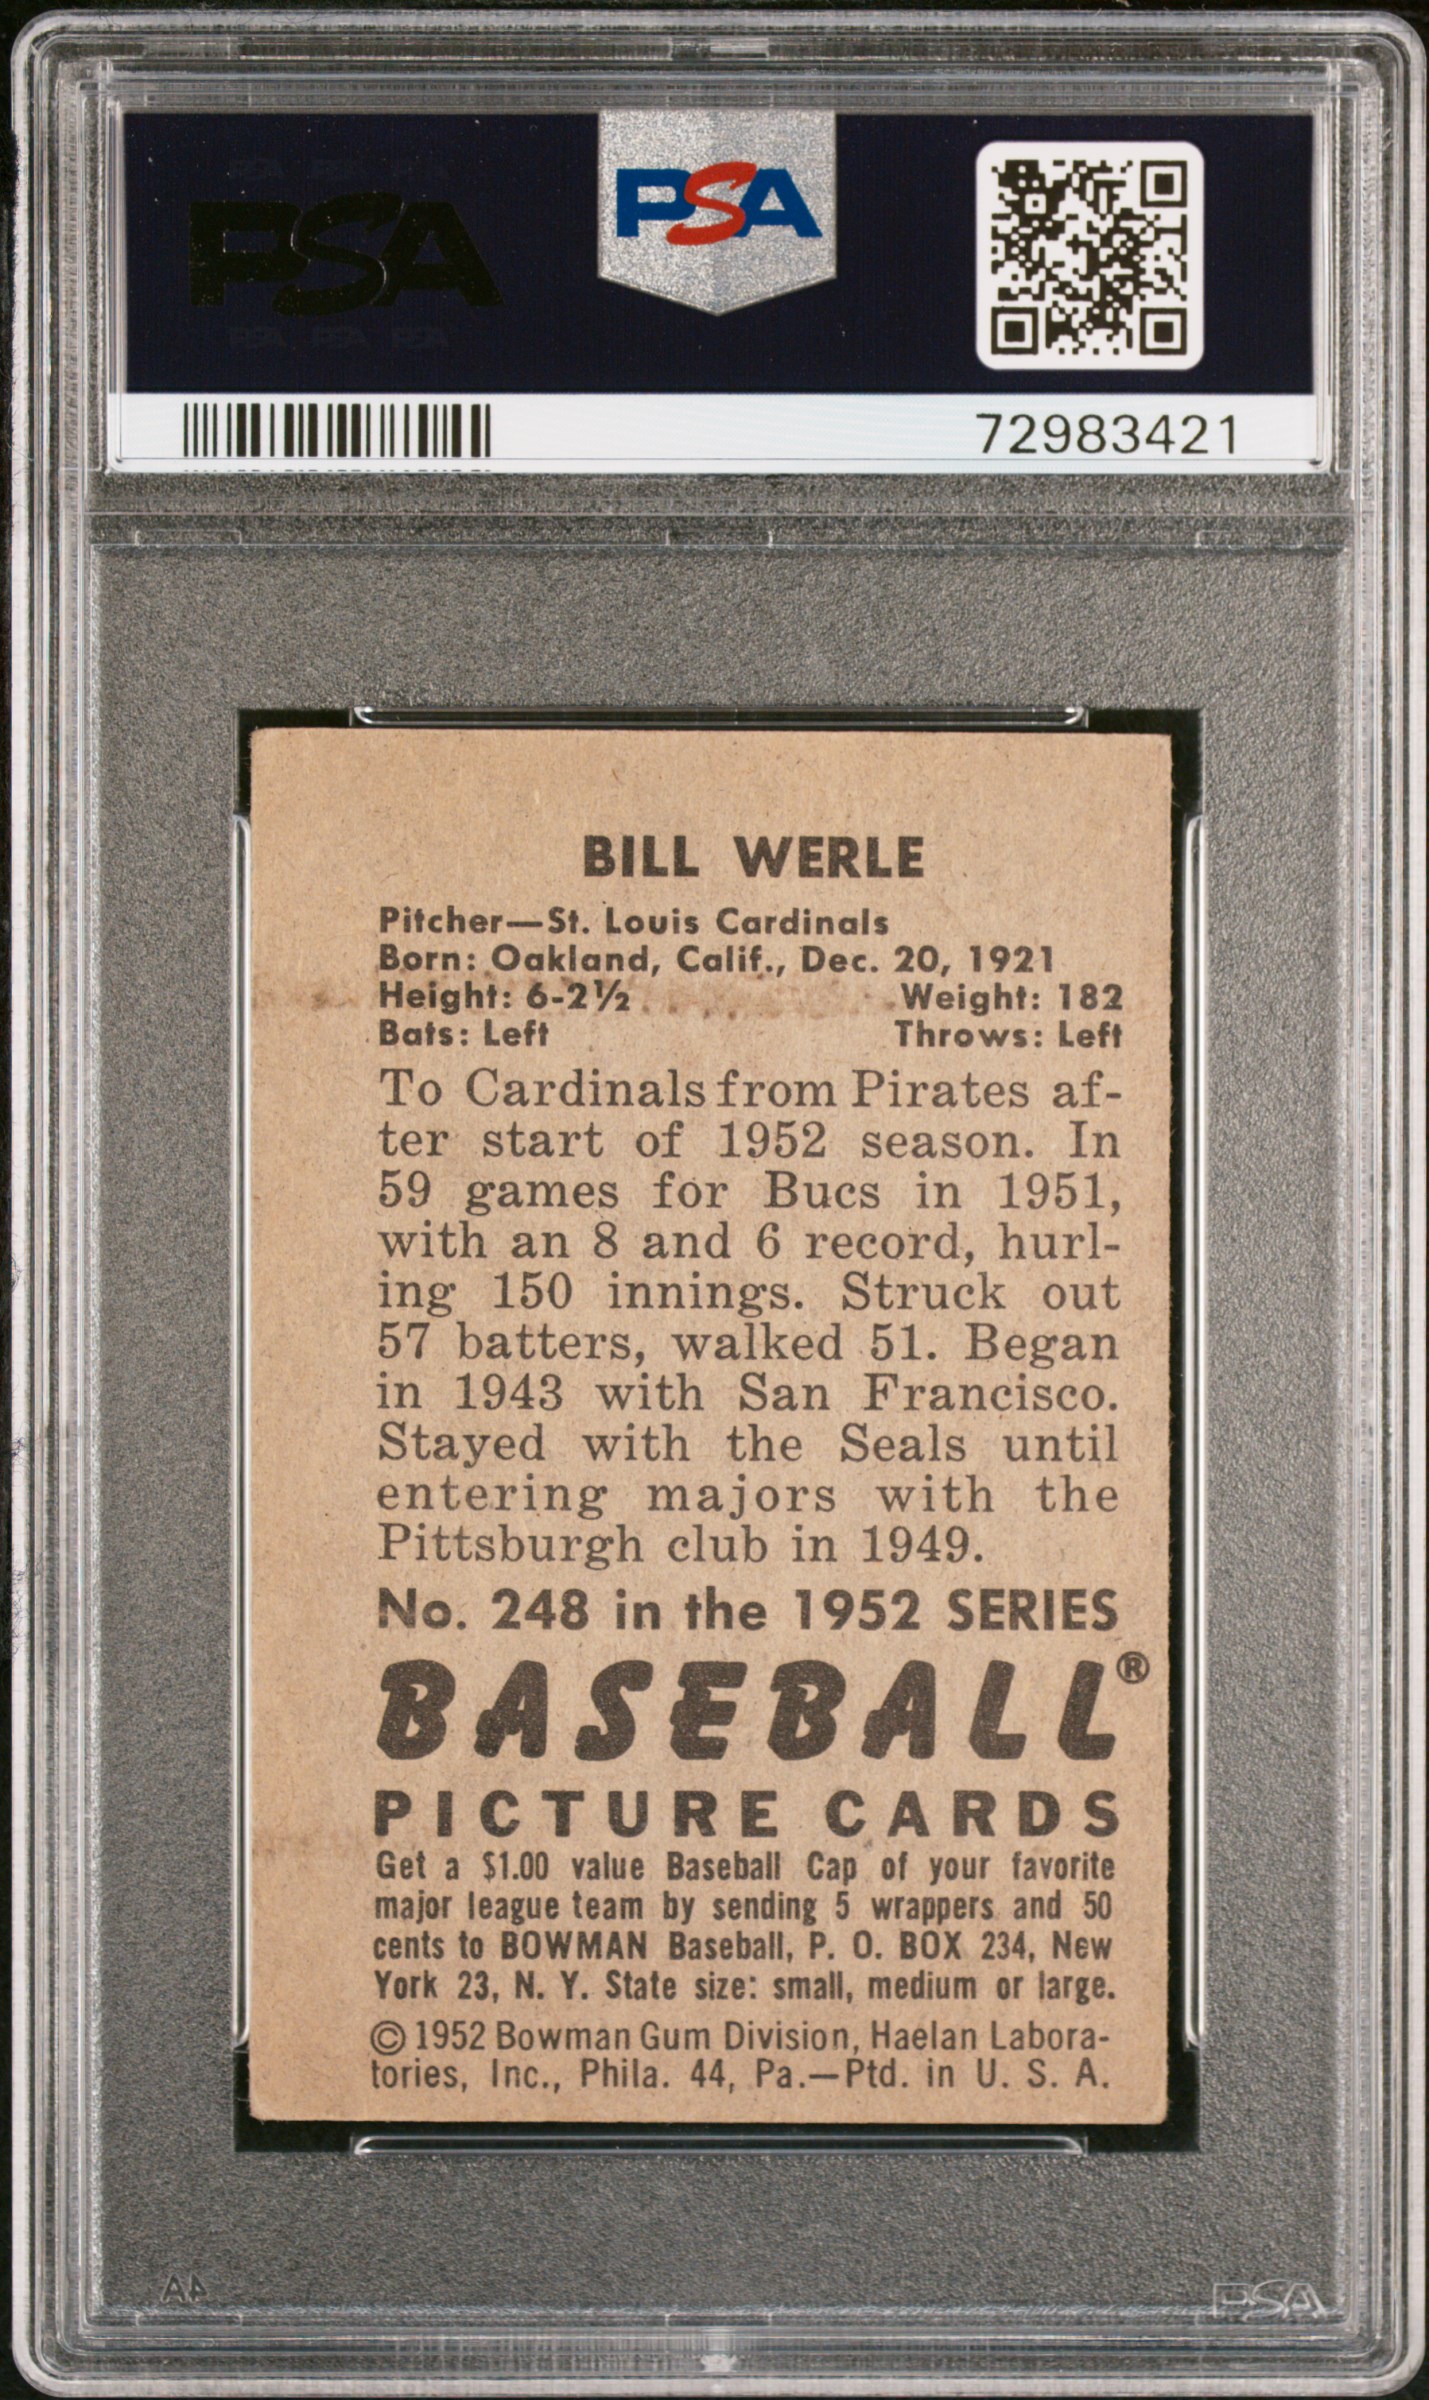 PSA
PSA
72983421
BILL WERLE
Pitcher—St. Louis Cardinals
Born: Oakland, Calif., Dec. 20, 1921
Height: 6-2½ Weight: 182
Bats: Left Throws: Left
To Cardinals from Pirates af-
ter start of 1952 season. In
59 games for Bucs in 1951,
with an 8 and 6 record, hurl-
ing 150 innings. Struck out
57 batters, walked 51. Began
in 1943 with San Francisco.
Stayed with the Seals until
entering majors with the
Pittsburgh club in 1949.
No. 248 in the 1952 SERIES
BASEBALL®
PICTURE CARDS
Get a $1.00 value Baseball Cap of your favorite
major league team by sending 5 wrappers and 50
cents to BOWMAN Baseball, P. O. BOX 234, New
York 23, N. Y. State size: small, medium or large.
© 1952 Bowman Gum Division, Haelan Labora-
tories, Inc., Phila. 44, Pa.—Ptd. in U. S. A.
PSA